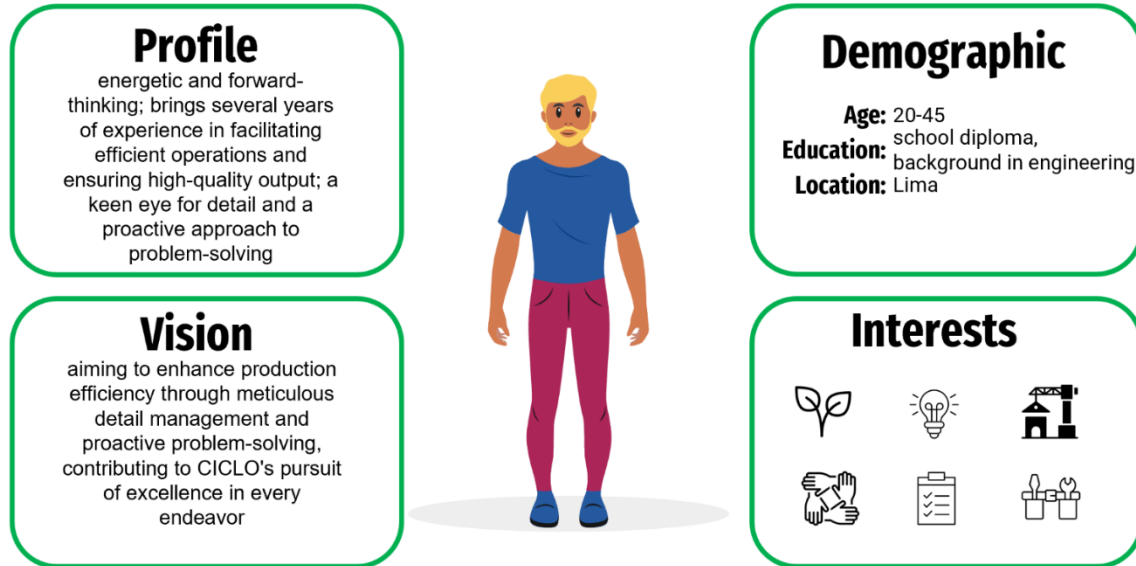 Profile
energetic and forward-
thinking; brings several years
of experience in facilitating
efficient operations and
ensuring high-quality output; a
keen eye for detail and a
proactive approach to
problem-solving
Vision
aiming to enhance production
efficiency through meticulous
detail management and
proactive problem-solving,
contributing to CICLO's pursuit
of excellence in every
endeavor
Demographic
Age: 20-45
Education: school diploma,
background in engineering
Location: Lima
Interests